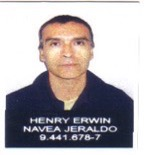 HENRY ERWIN
NAVEA JERALDO
9.441.678-7